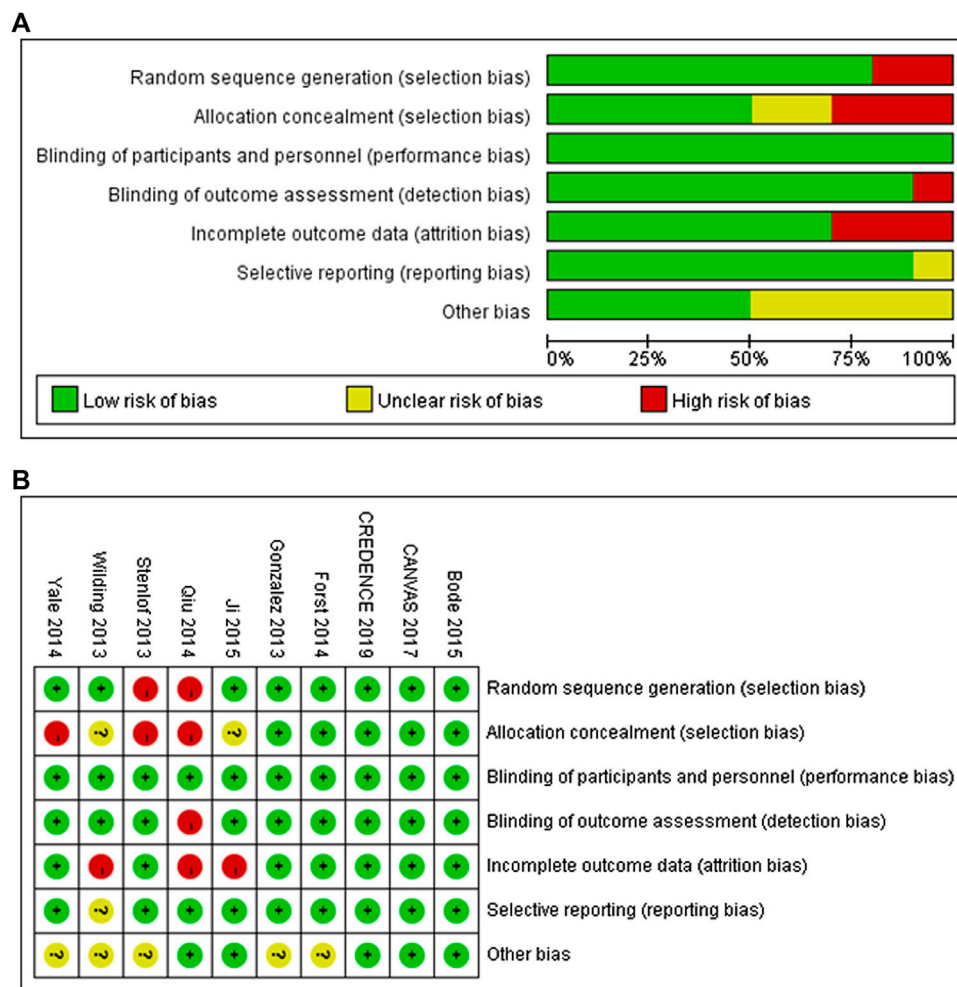 A
Random sequence generation (selection bias)
Allocation concealment (selection bias)
Blinding of participants and personnel (performance bias)
Blinding of outcome assessment (detection bias)
Incomplete outcome data (attrition bias)
Selective reporting (reporting bias)
Other bias
0% 25% 50% 75% 100%
Low risk of bias Unclear risk of bias High risk of bias
B
Yale 2014
Wilding 2013
Stenlof 2013
Qiu 2014
Ji 2015
Gonzalez 2013
Forst 2014
CREDENCE 2019
CANVAS 2017
Bode 2015
+ + - - + + + + + + Random sequence generation (selection bias)
- ? - - ? + + + + + Allocation concealment (selection bias)
+ + + + + + + + + + Blinding of participants and personnel (performance bias)
+ + + - + + + + + + Blinding of outcome assessment (detection bias)
+ - + - - + + + + + Incomplete outcome data (attrition bias)
+ ? + + + + + + + + Selective reporting (reporting bias)
? ? ? + + ? ? + + + Other bias